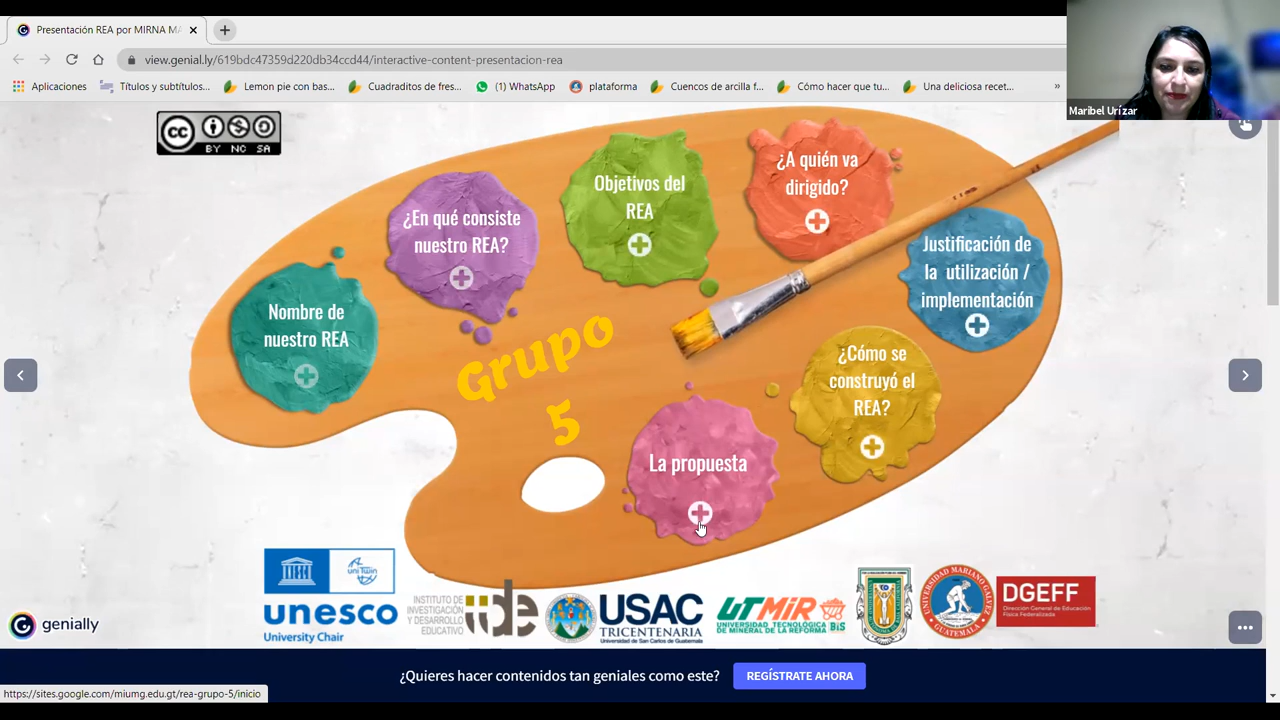 Presentación REA por MIRNA MA
view.genial.ly/619bdc47359d220db34ccd44/interactive-content-presentacion-rea
Aplicaciones
Títulos y subtítulos...
Lemon pie con bas...
Cuadraditos de fres...
(1) WhatsApp
plataforma
Cuencos de arcilla f...
Cómo hacer que tu...
Una deliciosa recet...
»
Maribel Urízar
cc
BY NC SA
¿En qué consiste
nuestro REA?
Objetivos del
REA
¿A quién va
dirigido?
Justificación de
la utilización /
implementación
Nombre de
nuestro REA
Grupo
5
¿Cómo se
construyó el
REA?
La propuesta
uniTwin
unesco
University Chair
INSTITUTO DE
INVESTIGACIÓN
Y DESARROLLO
EDUCATIVO
iide
USAC
TRICENTENARIA
Universidad de San Carlos de Guatemala
UTMiR
BIS
UNIVERSIDAD TECNOLÓGICA
DE MINERAL DE LA REFORMA
UNIVERSIDAD MARIANO GALVEZ
GUATEMALA
DGEFF
Dirección General de Educación
Física Federalizada
genially
¿Quieres hacer contenidos tan geniales como este?
REGÍSTRATE AHORA
https://sites.google.com/miumg.edu.gt/rea-grupo-5/inicio